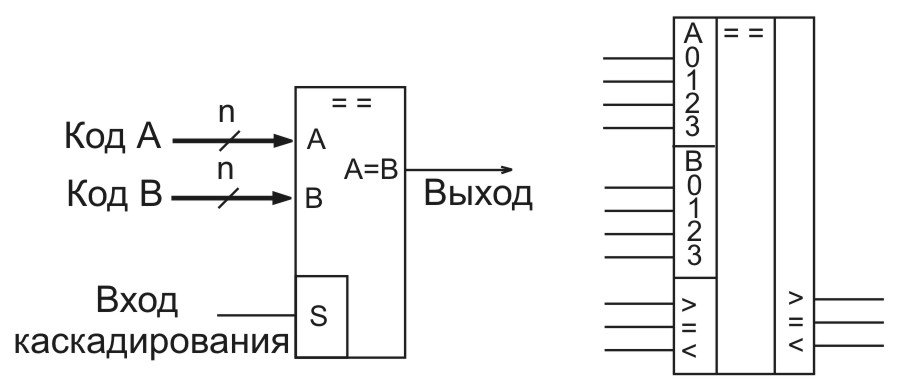 = =
n
Код А
A
A=B
n
Код В
B
Выход
Вход
каскадирования
S
A
= =
0
1
2
3
B
0
1
2
3
> >
= =
< <